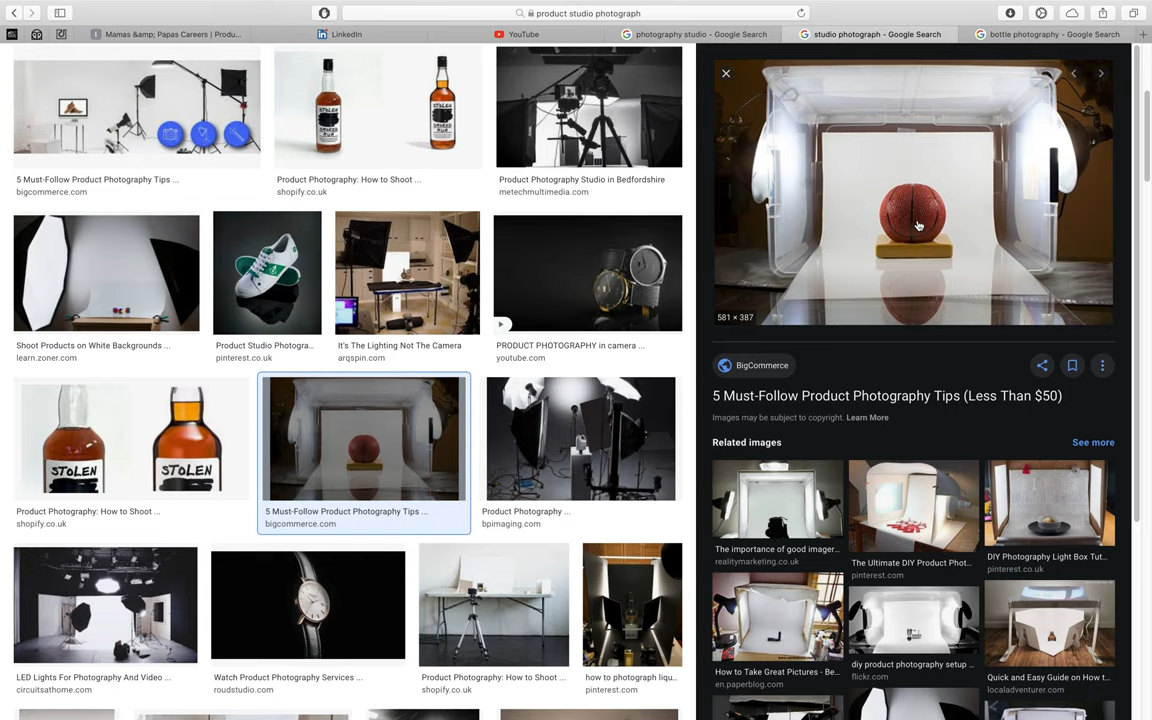 product studio photograph
Mamas &amp; Papas Careers | Produ...
LinkedIn
YouTube
photography studio - Google Search
studio photograph - Google Search
bottle photography - Google Search
5 Must-Follow Product Photography Tips ...
bigcommerce.com
Product Photography: How to Shoot ...
shopify.co.uk
Product Photography Studio in Bedfordshire
metechmultimedia.com
STOLEN
STOLEN
Shoot Products on White Backgrounds ...
learn.zoner.com
Product Studio Photogra...
pinterest.co.uk
It's The Lighting Not The Camera
arqspin.com
PRODUCT PHOTOGRAPHY in camera ...
youtube.com
STOLEN
STOLEN
Product Photography: How to Shoot ...
shopify.co.uk
5 Must-Follow Product Photography Tips ...
bigcommerce.com
Product Photography ...
bpimaging.com
LED Lights For Photography And Video ...
circuitsathome.com
Watch Product Photography Services ...
roudstudio.com
Product Photography: How to Shoot ...
shopify.co.uk
how to photograph liqu...
pinterest.com
581 × 387
BigCommerce
5 Must-Follow Product Photography Tips (Less Than $50)
Images may be subject to copyright. Learn More
Related images
See more
The importance of good imager...
realitymarketing.co.uk
The Ultimate DIY Product Phot...
pinterest.com
DIY Photography Light Box Tut...
pinterest.co.uk
How to Take Great Pictures - Be...
en.paperblog.com
diy product photography setup ...
flickr.com
Quick and Easy Guide on How t...
localadventurer.com